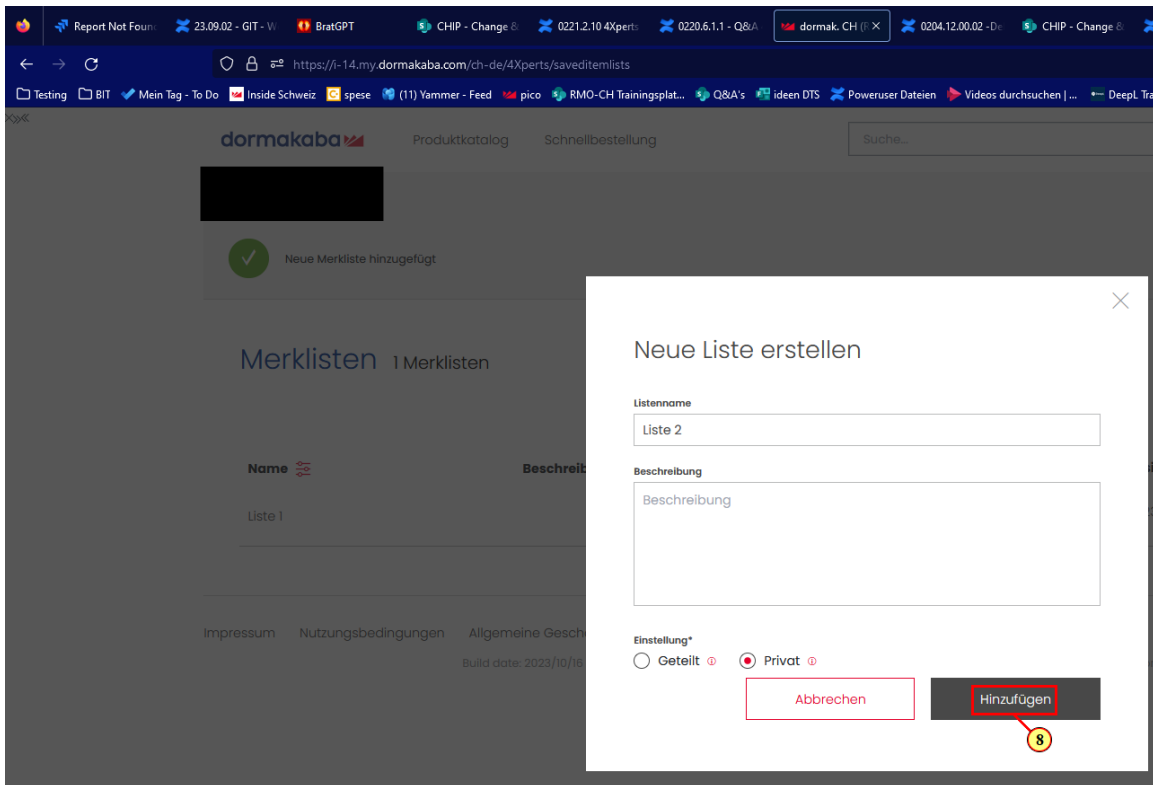 Report Not Foun
23.09.02 - GIT - W
BratGPT
CHIP - Change &
0221.2.10 4Xperts
0220.6.1.1 - Q&A
dormak. CH (
0204.12.00.02 -De
CHIP - Change &
https://i-14.my.dormakaba.com/ch-de/4Xperts/saveditemlists
Testing
BIT
Mein Tag - To Do
Inside Schweiz
spese
(11) Yammer - Feed
pico
RMO-CH Trainingsplat...
Q&A's
ideen DTS
Poweruser Dateien
Videos durchsuchen | ...
DeepL Tra
dormakaba
Produktkatalog
Schnellbestellung
Suche...
Neue Merkliste hinzugefügt
Merklisten 1 Merklisten
Neue Liste erstellen
Listenname
Liste 2
Name
Beschreib
Beschreibung
Beschreibung
Liste 1
Impressum
Nutzungsbedingungen
Allgemeine Gesch
Build date: 2023/10/16
Einstellung*
Geteilt
Privat
Abbrechen
Hinzufügen
8